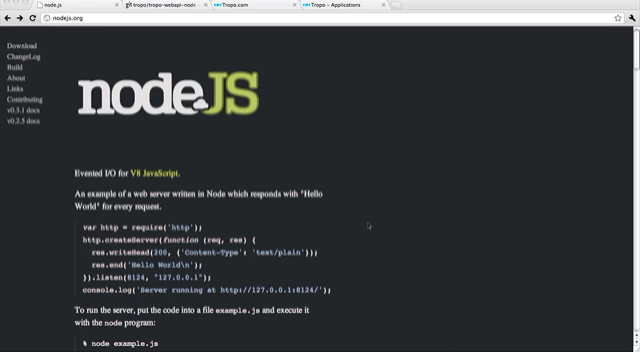 node.js
tropo/tropo-webapi-node
Tropo.com
Tropo - Applications
nodejs.org
Download
ChangeLog
Build
About
Links
Contributing
v0.3.1 docs
v0.2.5 docs
nodeJS
Evented I/O for V8 JavaScript.
An example of a web server written in Node which responds with "Hello
World" for every request.
var http = require('http');
http.createServer(function (req, res) {
res.writeHead(200, {'Content-Type': 'text/plain'});
res.end('Hello World\n');
}).listen(8124, "127.0.0.1");
console.log('Server running at http://127.0.0.1:8124/');
To run the server, put the code into a file example.js and execute it
with the node program:
% node example.js